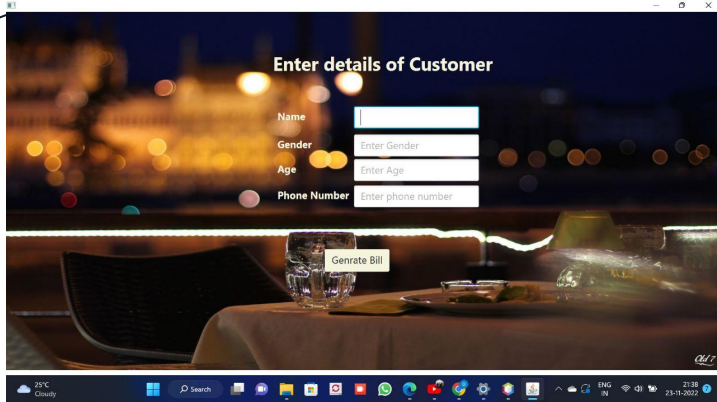 Enter details of Customer
Name
Gender Enter Gender
Age Enter Age
Phone Number Enter phone number
Genrate Bill
25°C
Cloudy
Search
ENG
IN
21:38
23-11-2022